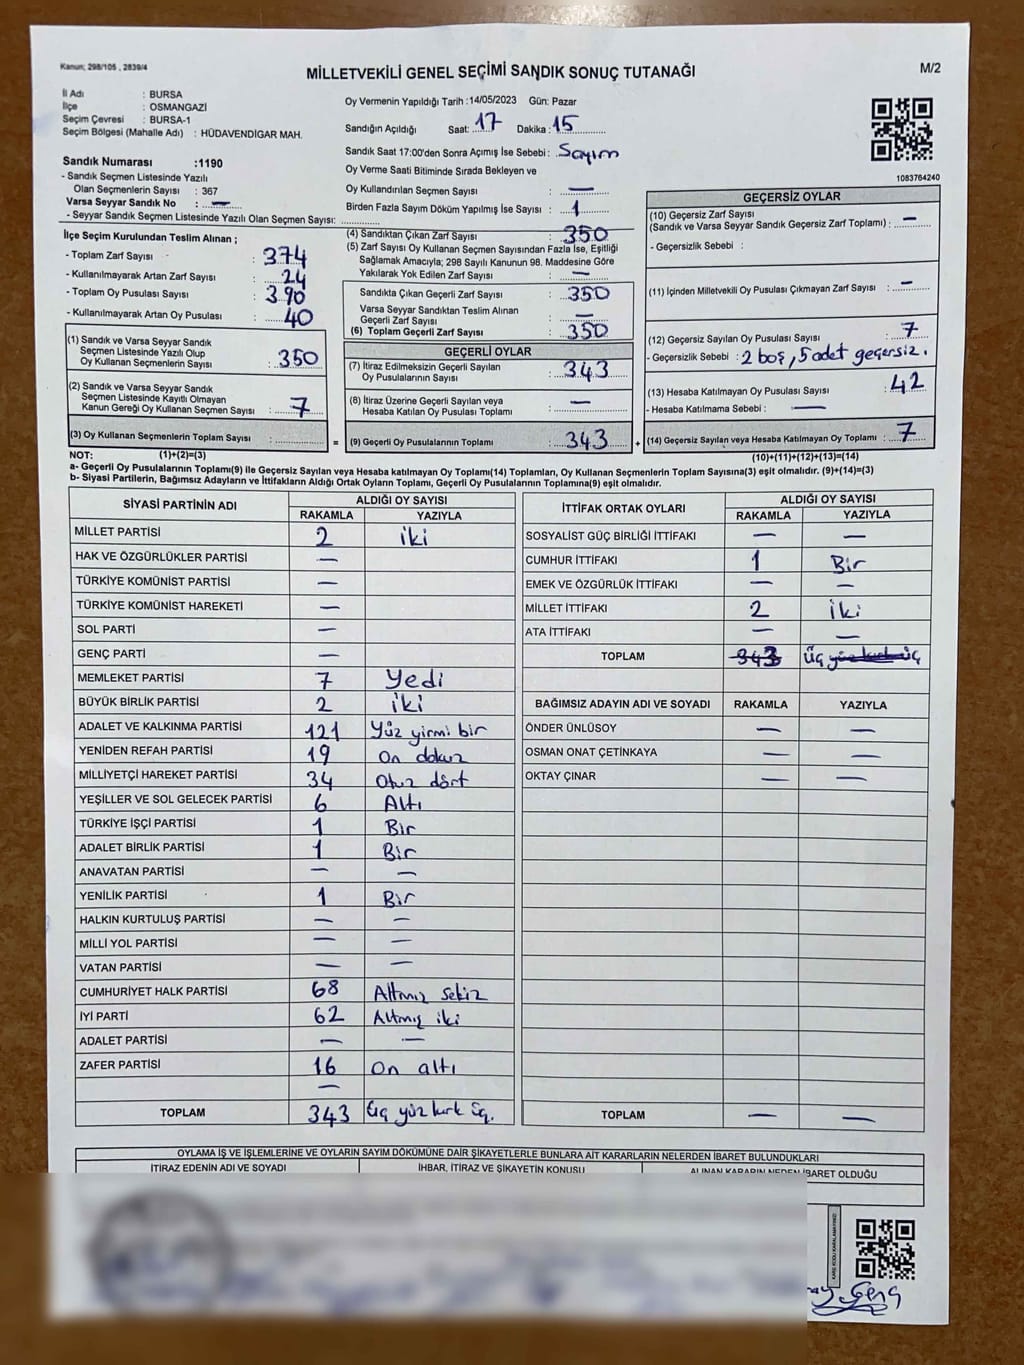 Kanun; 298/105 , 2839/4
MİLLETVEKİLİ GENEL SEÇİMİ SANDIK SONUÇ TUTANAĞI
M/2
İl Adı : BURSA
İlçe : OSMANGAZİ
Seçim Çevresi : BURSA-1
Seçim Bölgesi (Mahalle Adı) : HÜDAVENDİGAR MAH.
Sandık Numarası :1190
- Sandık Seçmen Listesinde Yazılı
Olan Seçmenlerin Sayısı : 367
Varsa Seyyar Sandık No : —
- Seyyar Sandık Seçmen Listesinde Yazılı Olan Seçmen Sayısı:
Oy Vermenin Yapıldığı Tarih :14/05/2023 Gün: Pazar
Sandığın Açıldığı Saat: 17 Dakika : 15
Sandık Saat 17:00'den Sonra Açımış İse Sebebi : Sayım
Oy Verme Saati Bitiminde Sırada Bekleyen ve
Oy Kullandırılan Seçmen Sayısı : —
Birden Fazla Sayım Döküm Yapılmış İse Sayısı : 1
1083764240
İlçe Seçim Kurulundan Teslim Alınan ;
- Toplam Zarf Sayısı : 374
- Kullanılmayarak Artan Zarf Sayısı : 24
- Toplam Oy Pusulası Sayısı : 390
- Kullanılmayarak Artan Oy Pusulası : 40
(1) Sandık ve Varsa Seyyar Sandık
Seçmen Listesinde Yazılı Olup
Oy Kullanan Seçmenlerin Sayısı : 350
(2) Sandık ve Varsa Seyyar Sandık
Seçmen Listesinde Kayıtlı Olmayan
Kanun Gereği Oy Kullanan Seçmen Sayısı : 7
(3) Oy Kullanan Seçmenlerin Toplam Sayısı :
(4) Sandıktan Çıkan Zarf Sayısı : 350
(5) Zarf Sayısı Oy Kullanan Seçmen Sayısından Fazla İse, Eşitliği
Sağlamak Amacıyla; 298 Sayılı Kanunun 98. Maddesine Göre
Yakılarak Yok Edilen Zarf Sayısı : —
Sandıkta Çıkan Geçerli Zarf Sayısı : 350
Varsa Seyyar Sandıktan Teslim Alınan
Geçerli Zarf Sayısı : —
(6) Toplam Geçerli Zarf Sayısı : 350
GEÇERLİ OYLAR
(7) İtiraz Edilmeksizin Geçerli Sayılan
Oy Pusulalarının Sayısı : 343
(8) İtiraz Üzerine Geçerli Sayılan veya
Hesaba Katılan Oy Pusulası Toplamı : —
= (9) Geçerli Oy Pusulalarının Toplamı : 343 +
GEÇERSİZ OYLAR
(10) Geçersiz Zarf Sayısı
(Sandık ve Varsa Seyyar Sandık Geçersiz Zarf Toplamı) : —
- Geçersizlik Sebebi :
(11) İçinden Milletvekili Oy Pusulası Çıkmayan Zarf Sayısı : —
(12) Geçersiz Sayılan Oy Pusulası Sayısı : 7
- Geçersizlik Sebebi : 2 boş, 5 adet geçersiz.
(13) Hesaba Katılmayan Oy Pusulası Sayısı : 42
- Hesaba Katılmama Sebebi : —
(14) Geçersiz Sayılan veya Hesaba Katılmayan Oy Toplamı : 7
NOT: (1)+(2)=(3) (10)+(11)+(12)+(13)=(14)
a- Geçerli Oy Pusulalarının Toplamı(9) ile Geçersiz Sayılan veya Hesaba katılmayan Oy Toplamı(14) Toplamları, Oy Kullanan Seçmenlerin Toplam Sayısına(3) eşit olmalıdır. (9)+(14)=(3)
b- Siyasi Partilerin, Bağımsız Adayların ve İttifakların Aldığı Ortak Oyların Toplamı, Geçerli Oy Pusulalarının Toplamına(9) eşit olmalıdır.
SİYASİ PARTİNİN ADI ALDIĞI OY SAYISI
RAKAMLA YAZIYLA
MİLLET PARTİSİ 2 iki
HAK VE ÖZGÜRLÜKLER PARTİSİ —
TÜRKİYE KOMÜNİST PARTİSİ —
TÜRKİYE KOMÜNİST HAREKETİ —
SOL PARTİ —
GENÇ PARTİ —
MEMLEKET PARTİSİ 7 Yedi
BÜYÜK BİRLİK PARTİSİ 2 iki
ADALET VE KALKINMA PARTİSİ 121 Yüz yirmi bir
YENİDEN REFAH PARTİSİ 19 On dokuz
MİLLİYETÇİ HAREKET PARTİSİ 34 Otuz dört
YEŞİLLER VE SOL GELECEK PARTİSİ 6 Altı
TÜRKİYE İŞÇİ PARTİSİ 1 Bir
ADALET BİRLİK PARTİSİ 1 Bir
ANAVATAN PARTİSİ — —
YENİLİK PARTİSİ 1 Bir
HALKIN KURTULUŞ PARTİSİ — —
MİLLİ YOL PARTİSİ — —
VATAN PARTİSİ — —
CUMHURİYET HALK PARTİSİ 68 Altmış sekiz
İYİ PARTİ 62 Altmış iki
ADALET PARTİSİ — —
ZAFER PARTİSİ 16 On altı
—
TOPLAM 343 Üç yüz kırk üç.
İTTİFAK ORTAK OYLARI ALDIĞI OY SAYISI
RAKAMLA YAZIYLA
SOSYALİST GÜÇ BİRLİĞİ İTTİFAKI — —
CUMHUR İTTİFAKI 1 Bir
EMEK VE ÖZGÜRLÜK İTTİFAKI — —
MİLLET İTTİFAKI 2 iki
ATA İTTİFAKI — —
TOPLAM 343 Üç yüz kırk üç
BAĞIMSIZ ADAYIN ADI VE SOYADI RAKAMLA YAZIYLA
ÖNDER ÜNLÜSOY — —
OSMAN ONAT ÇETİNKAYA — —
OKTAY ÇINAR — —
TOPLAM — —
OYLAMA İŞ VE İŞLEMLERİNE VE OYLARIN SAYIM DÖKÜMÜNE DAİR ŞİKAYETLERLE BUNLARA AİT KARARLARIN NELERDEN İBARET BULUNDUKLARI
İTİRAZ EDENİN ADI VE SOYADI İHBAR, İTİRAZ VE ŞİKAYETİN KONUSU ALINAN KARARIN NEDEN İBARET OLDUĞU